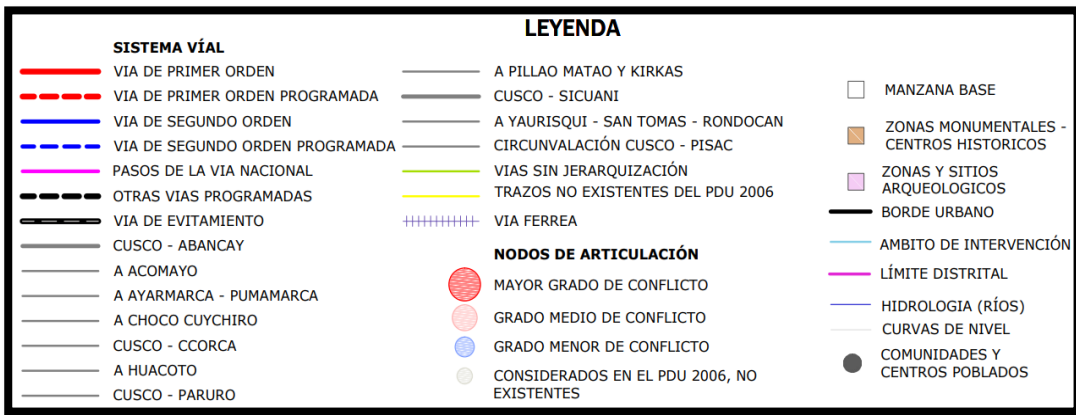 LEYENDA
SISTEMA VÍAL
VIA DE PRIMER ORDEN
VIA DE PRIMER ORDEN PROGRAMADA
VIA DE SEGUNDO ORDEN
VIA DE SEGUNDO ORDEN PROGRAMADA
PASOS DE LA VIA NACIONAL
OTRAS VIAS PROGRAMADAS
VIA DE EVITAMIENTO
CUSCO - ABANCAY
A ACOMAYO
A AYARMARCA - PUMAMARCA
A CHOCO CUYCHIRO
CUSCO - CCORCA
A HUACOTO
CUSCO - PARURO
A PILLAO MATAO Y KIRKAS
CUSCO - SICUANI
A YAURISQUI - SAN TOMAS - RONDOCAN
CIRCUNVALACIÓN CUSCO - PISAC
VIAS SIN JERARQUIZACIÓN
TRAZOS NO EXISTENTES DEL PDU 2006
VIA FERREA
NODOS DE ARTICULACIÓN
MAYOR GRADO DE CONFLICTO
GRADO MEDIO DE CONFLICTO
GRADO MENOR DE CONFLICTO
CONSIDERADOS EN EL PDU 2006, NO
EXISTENTES
MANZANA BASE
ZONAS MONUMENTALES -
CENTROS HISTORICOS
ZONAS Y SITIOS
ARQUEOLOGICOS
BORDE URBANO
AMBITO DE INTERVENCIÓN
LÍMITE DISTRITAL
HIDROLOGIA (RÍOS)
CURVAS DE NIVEL
COMUNIDADES Y
CENTROS POBLADOS